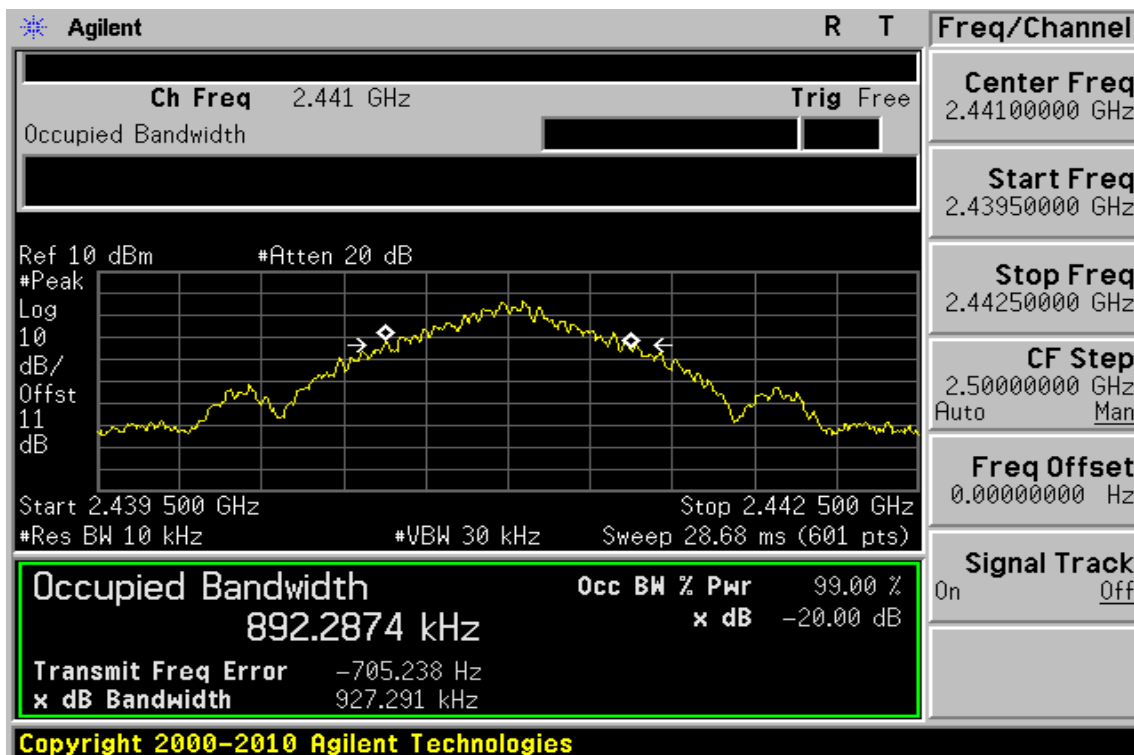 Agilent R T
Freq/Channel
Ch Freq 2.441 GHz Trig Free
Occupied Bandwidth
Center Freq
2.44100000 GHz
Start Freq
2.43950000 GHz
Stop Freq
2.44250000 GHz
CF Step
2.50000000 GHz
Auto Man
Freq Offset
0.00000000 Hz
Signal Track
On Off
Ref 10 dBm #Atten 20 dB
#Peak
Log
10
dB/
Offst
11
dB
Start 2.439 500 GHz Stop 2.442 500 GHz
#Res BW 10 kHz #VBW 30 kHz Sweep 28.68 ms (601 pts)
Occupied Bandwidth
892.2874 kHz
Occ BW % Pwr 99.00 %
x dB -20.00 dB
Transmit Freq Error -705.238 Hz
x dB Bandwidth 927.291 kHz
Copyright 2000-2010 Agilent Technologies